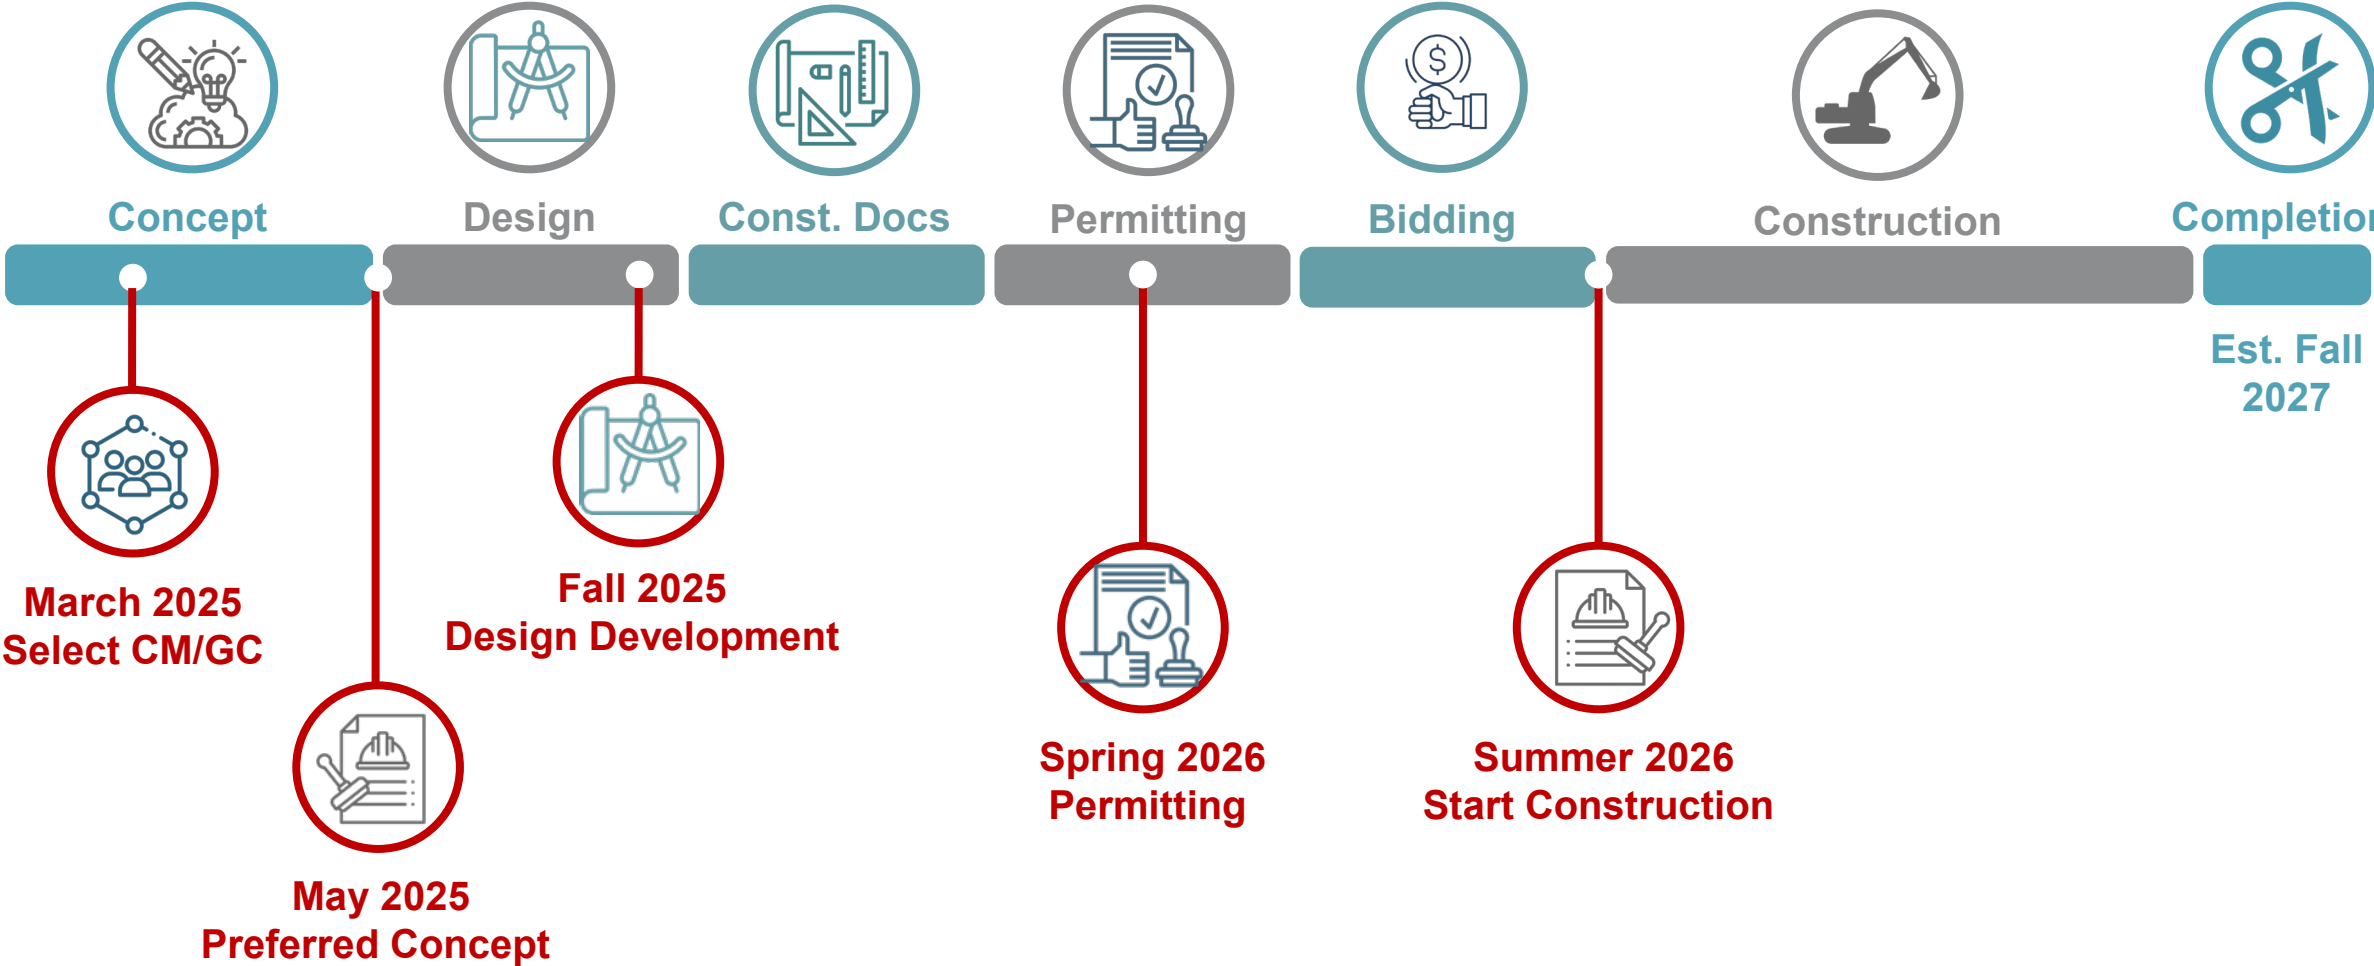 Concept
Design
Const. Docs
Permitting
Bidding
Construction
Completion
Est. Fall
2027
March 2025
Select CM/GC
May 2025
Preferred Concept
Fall 2025
Design Development
Spring 2026
Permitting
Summer 2026
Start Construction